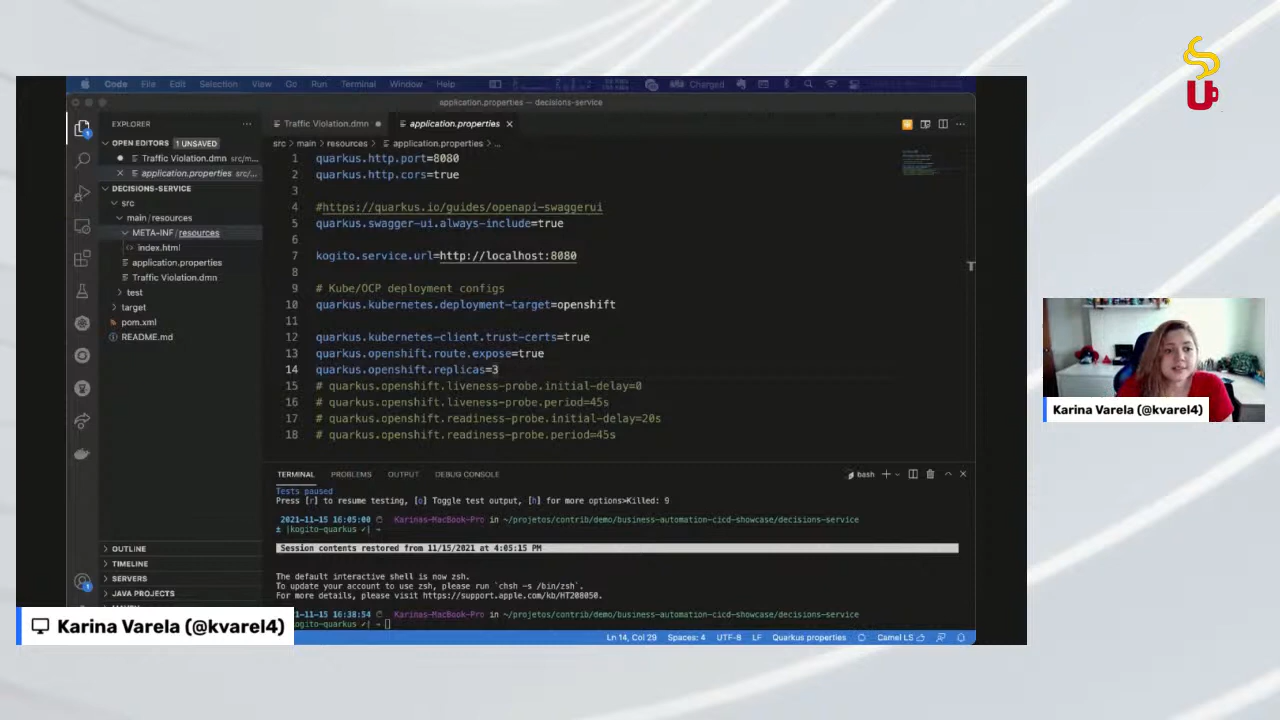 Code File Edit Selection View Go Run Terminal Window Help Charged
application.properties — decisions-service
EXPLORER
Traffic Violation.dmn
application.properties
OPEN EDITORS 1 UNSAVED
src > main > resources > application.properties > ...
Traffic Violation.dmn src/m...
application.properties src/...
DECISIONS-SERVICE
src
main/resources
META-INF/resources
index.html
application.properties
Traffic Violation.dmn
test
target
pom.xml
README.md
OUTLINE
TIMELINE
SERVERS
JAVA PROJECTS
1 quarkus.http.port=8080
2 quarkus.http.cors=true
3
4 #https://quarkus.io/guides/openapi-swaggerui
5 quarkus.swagger-ui.always-include=true
6
7 kogito.service.url=http://localhost:8080
8
9 # Kube/OCP deployment configs
10 quarkus.kubernetes.deployment-target=openshift
11
12 quarkus.kubernetes-client.trust-certs=true
13 quarkus.openshift.route.expose=true
14 quarkus.openshift.replicas=3
15 # quarkus.openshift.liveness-probe.initial-delay=0
16 # quarkus.openshift.liveness-probe.period=45s
17 # quarkus.openshift.readiness-probe.initial-delay=20s
18 # quarkus.openshift.readiness-probe.period=45s
TERMINAL PROBLEMS OUTPUT DEBUG CONSOLE bash
Tests paused
Press [r] to resume testing, [o] Toggle test output, [h] for more options>Killed: 9
2021-11-15 16:05:00 Karinas-MacBook-Pro in ~/projetos/contrib/demo/business-automation-cicd-showcase/decisions-service
± |kogito-quarkus ✓| →
Session contents restored from 11/15/2021 at 4:05:15 PM
The default interactive shell is now zsh.
To update your account to use zsh, please run `chsh -s /bin/zsh`.
For more details, please visit https://support.apple.com/kb/HT208050.
2021-11-15 16:38:54 Karinas-MacBook-Pro in ~/projetos/contrib/demo/business-automation-cicd-showcase/decisions-service
ogito-quarkus ✓| →
Ln 14, Col 29 Spaces: 4 UTF-8 LF Quarkus properties Camel LS
Karina Varela (@kvarel4)
Karina Varela (@kvarel4)